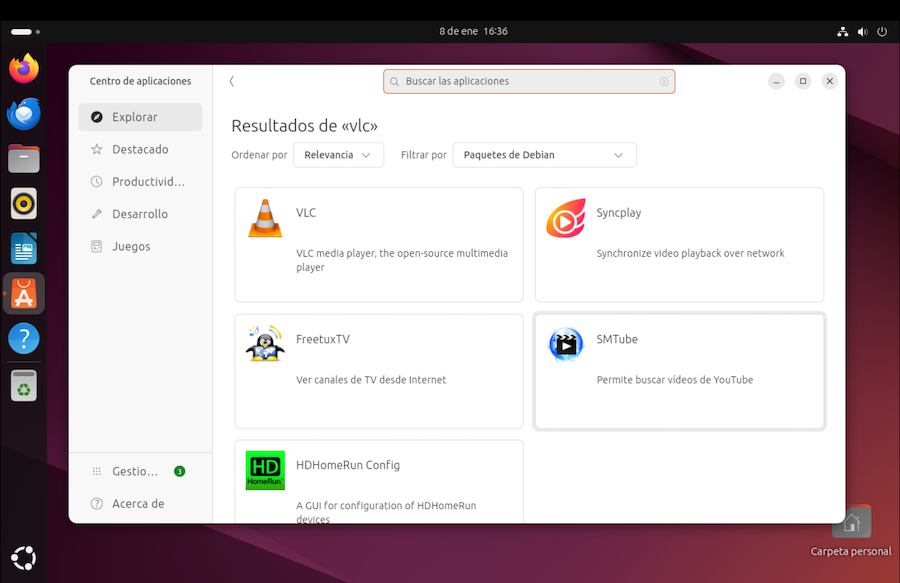 8 de ene 16:36
Centro de aplicaciones
Buscar las aplicaciones
Explorar
Destacado
Productivid...
Desarrollo
Juegos
Gestio...
3
Acerca de
Resultados de «vlc»
Ordenar por Relevancia Filtrar por Paquetes de Debian
VLC
VLC media player, the open-source multimedia
player
Syncplay
Synchronize video playback over network
FreetuxTV
Ver canales de TV desde Internet
SMTube
Permite buscar vídeos de YouTube
HD
HomeRun
HDHomeRun Config
A GUI for configuration of HDHomeRun
devices
Carpeta personal